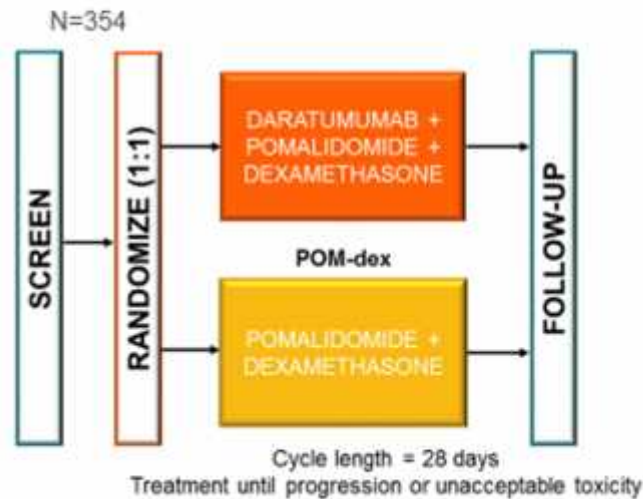 N=354
SCREEN
RANDOMIZE (1:1)
DARATUMUMAB +
POMALIDOMIDE +
DEXAMETHASONE
POM-dex
POMALIDOMIDE +
DEXAMETHASONE
FOLLOW-UP
Cycle length = 28 days
Treatment until progression or unacceptable toxicity